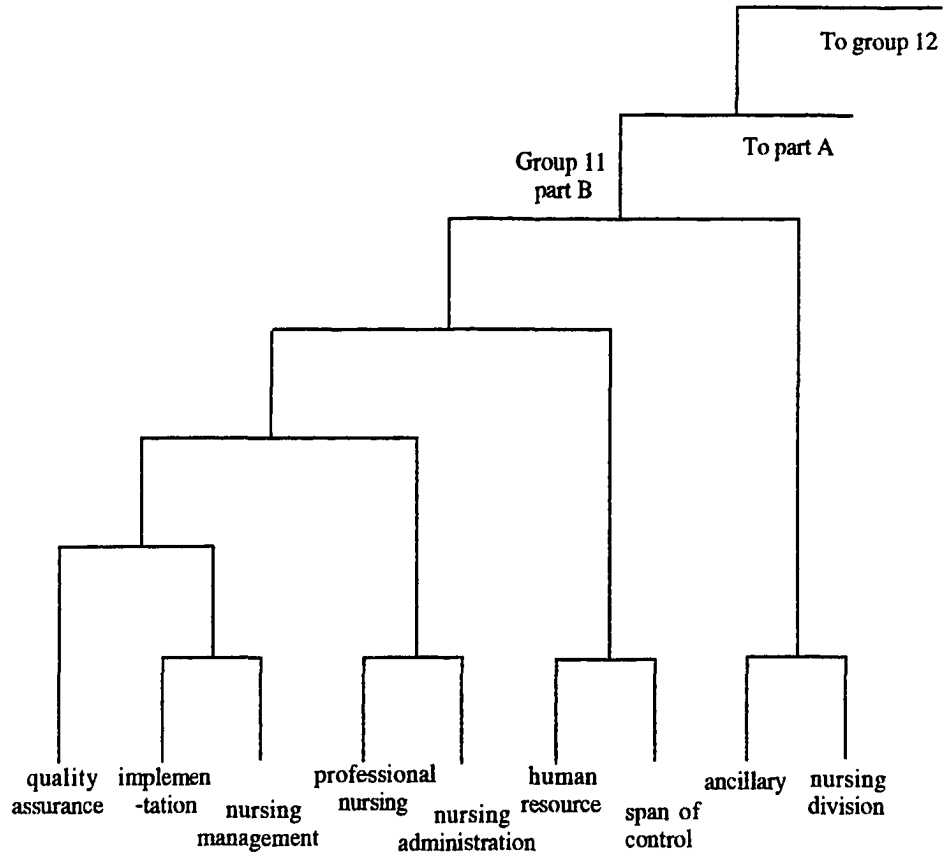 To group 12
To part A
Group 11
part B
quality
assurance
implemen
-tation
nursing
management
professional
nursing
nursing
administration
human
resource
span of
control
ancillary
nursing
division